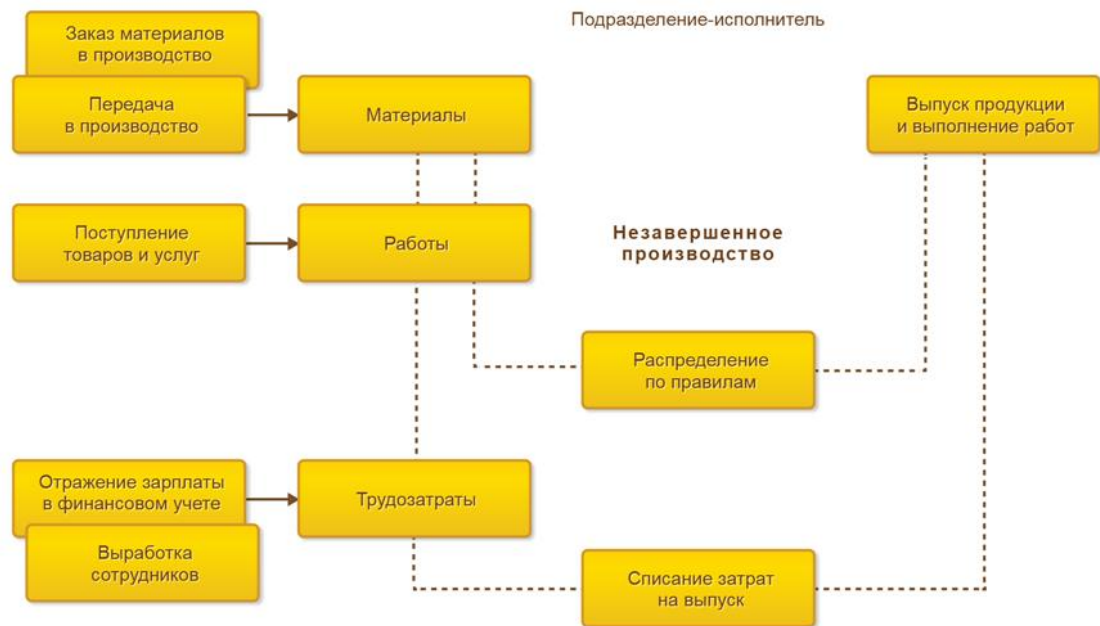 Подразделение-исполнитель
Заказ материалов
в производство
Передача
в производство
Материалы
Выпуск продукции
и выполнение работ
Поступление
товаров и услуг
Работы
Незавершенное
производство
Распределение
по правилам
Отражение зарплаты
в финансовом учете
Трудозатраты
Выработка
сотрудников
Списание затрат
на выпуск